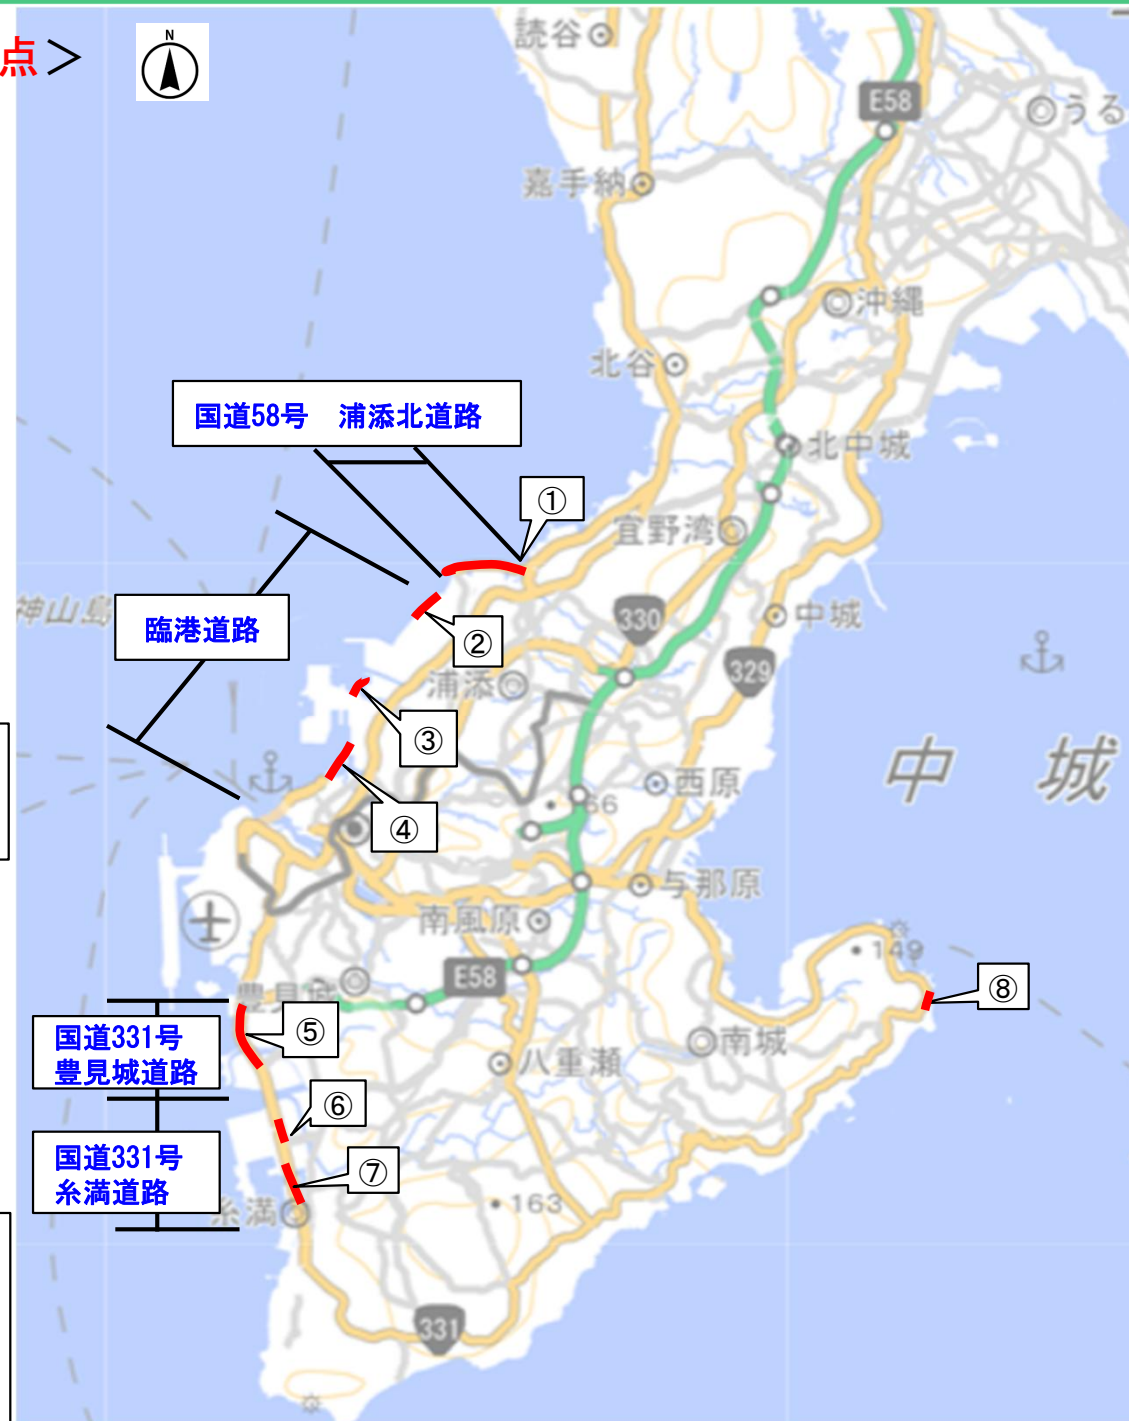 点＞
N
読谷
E58
うる
嘉手納
沖縄
北谷
国道58号　浦添北道路
北中城
①
宜野湾
神山島
臨港道路
330
中城
②
329
浦添
③
中　城
西原
66
④
与那原
南風原
149
E58
豊見城
⑧
国道331号
豊見城道路
⑤
南城
八重瀬
⑥
国道331号
糸満道路
⑦
糸満
163
331